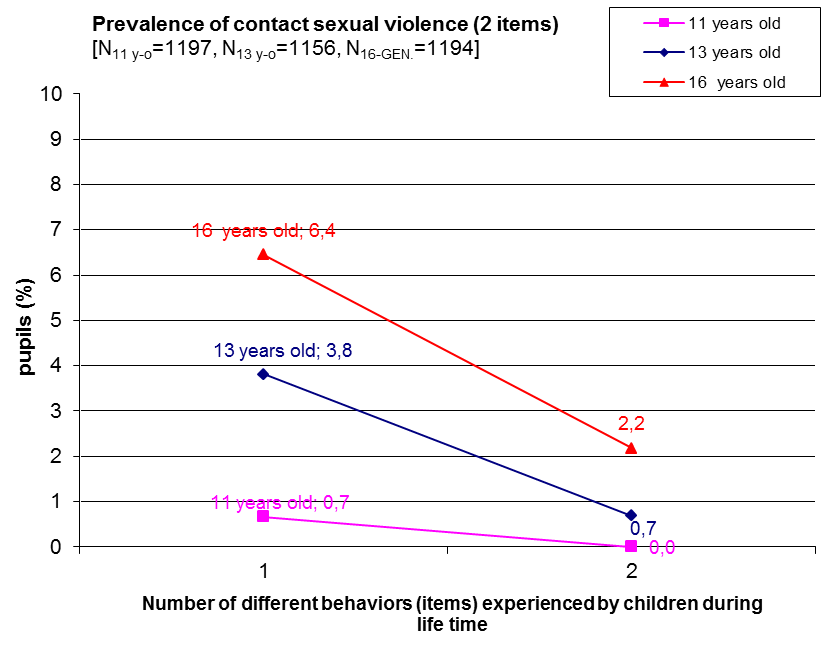 Prevalence of contact sexual violence (2 items)
[N11 y-o=1197, N13 y-o=1156, N16-GEN.=1194]
11 years old
13 years old
16  years old
10
9
8
7
6
5
4
3
2
1
0
pupils (%)
16  years old; 6,4
13 years old; 3,8
11 years old; 0,7
2,2
0,7
0,0
1
2
Number of different behaviors (items) experienced by children during
life time